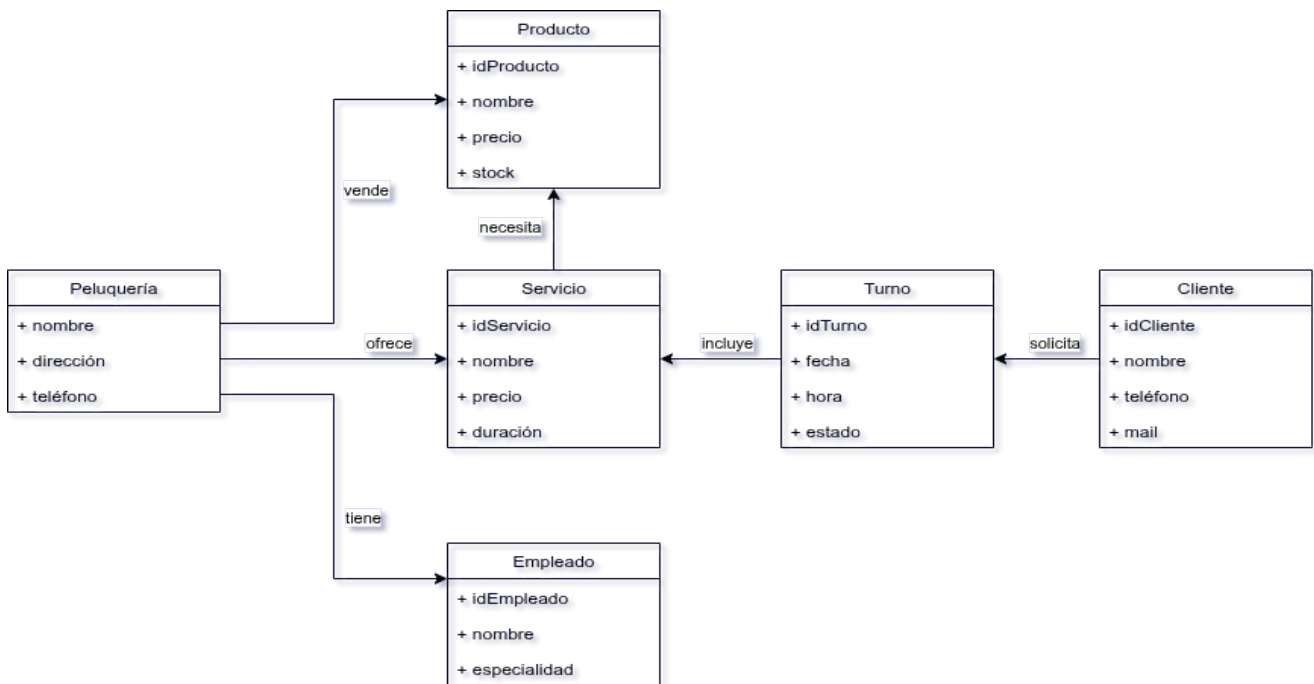 Producto
+ idProducto
+ nombre
+ precio
+ stock
vende
necesita
Peluquería
+ nombre
+ dirección
+ teléfono
ofrece
Servicio
+ idServicio
+ nombre
+ precio
+ duración
incluye
Turno
+ idTurno
+ fecha
+ hora
+ estado
solicita
Cliente
+ idCliente
+ nombre
+ teléfono
+ mail
tiene
Empleado
+ idEmpleado
+ nombre
+ especialidad